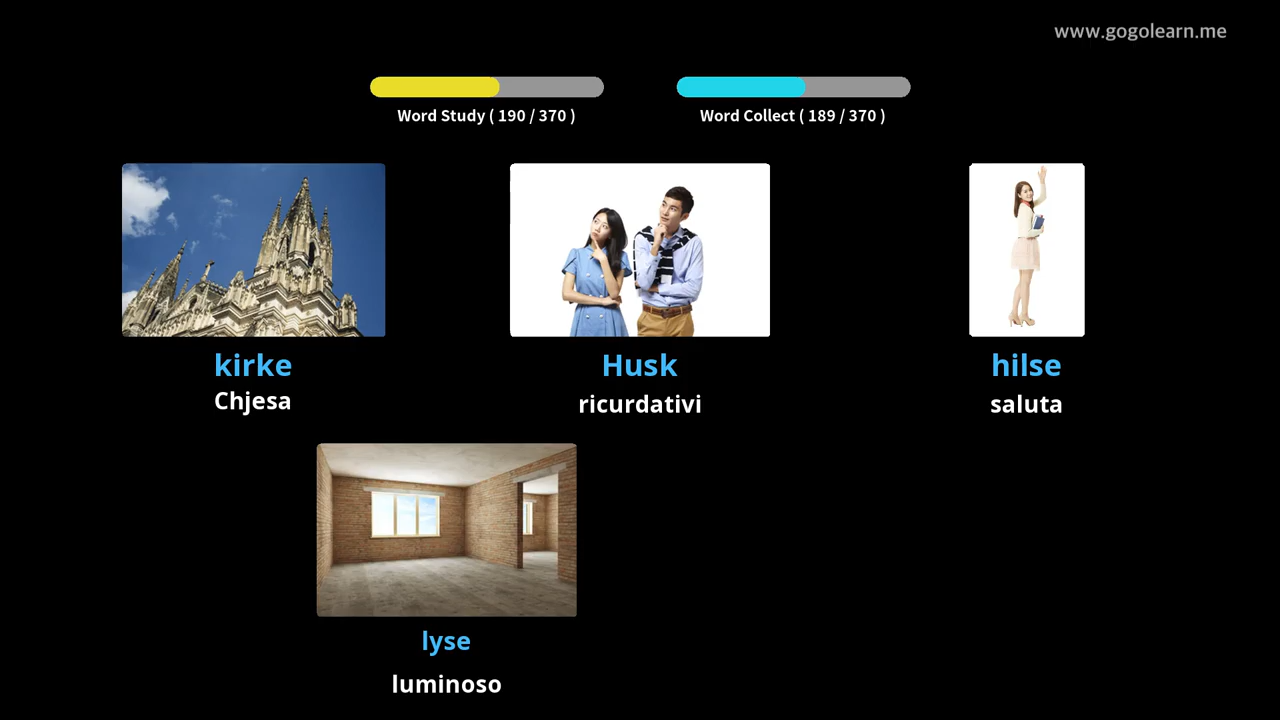 www.gogolearn.me
Word Study ( 190 / 370 )
Word Collect ( 189 / 370 )
kirke
Chjesa
Husk
ricurdativi
hilse
saluta
lyse
luminoso